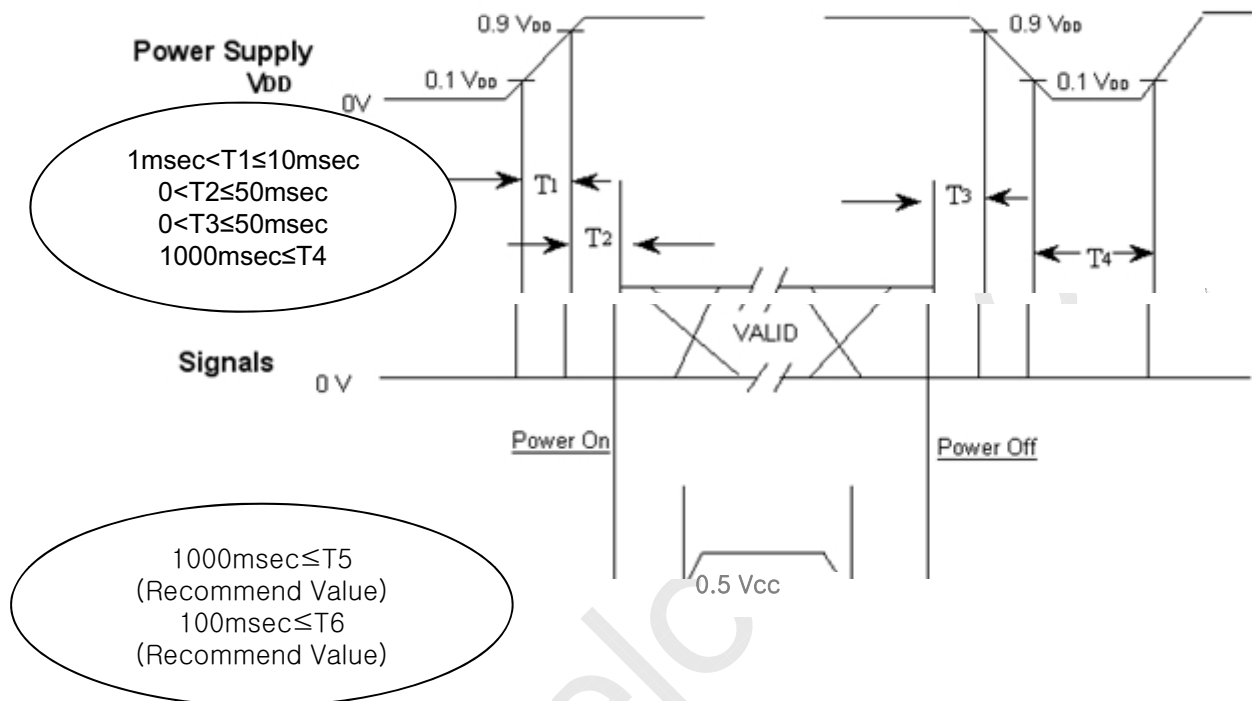 0.9 VDD
0.9 VDD
Power Supply
VDD
0.1 VDD
0.1 VDD
0V
1msec<T1≤10msec
0<T2≤50msec
0<T3≤50msec
1000msec≤T4
T1
T3
T2
T4
VALID
Signals
0 V
Power On
Power Off
1000msec≤T5
(Recommend Value)
100msec≤T6
(Recommend Value)
0.5 Vcc